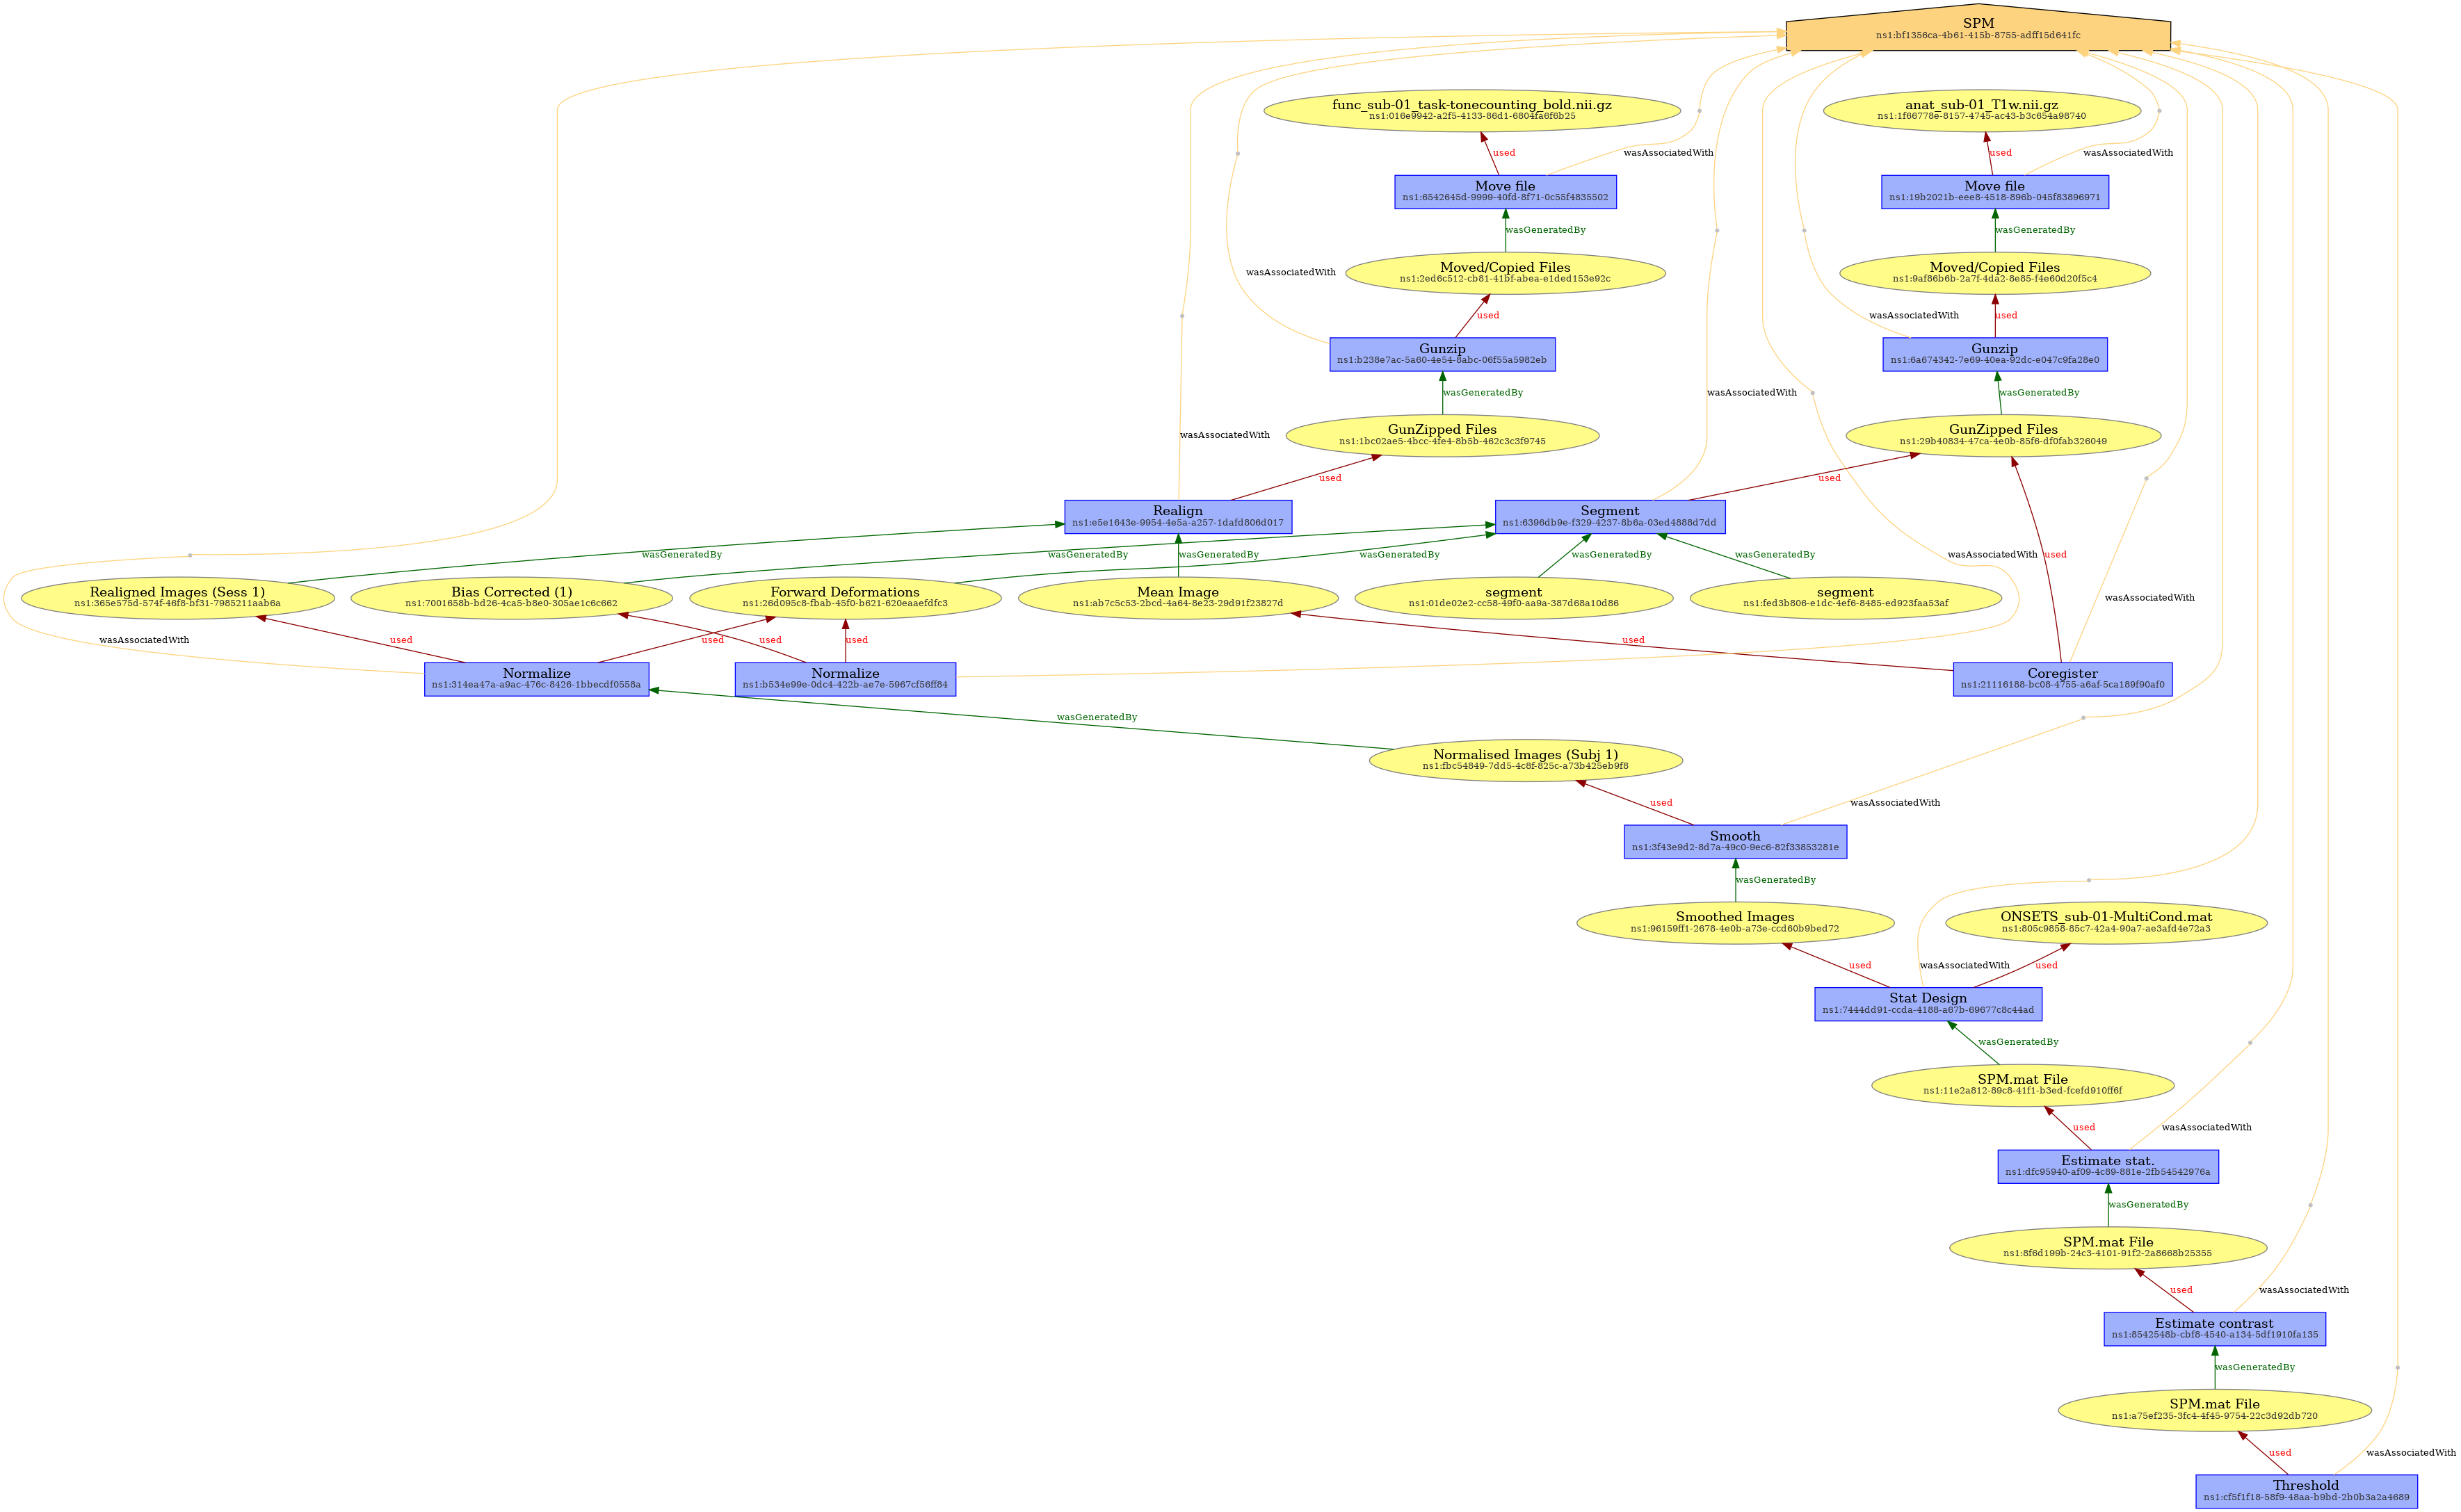 SPM
ns1:bf1356ca-4b61-415b-8755-adff15d641fc
func_sub-01_task-tonecounting_bold.nii.gz
ns1:016e9942-a2f5-4133-86d1-6804fa6f6b25
anat_sub-01_T1w.nii.gz
ns1:1f66778e-8157-4745-ac43-b3c654a98740
used
wasAssociatedWith
used
wasAssociatedWith
Move file
ns1:6542645d-9999-40fd-8f71-0c55f4835502
Move file
ns1:19b2021b-eee8-4518-896b-045f83896971
wasGeneratedBy
wasGeneratedBy
Moved/Copied Files
ns1:2ed6c512-cb81-41bf-abea-e1ded153e92c
Moved/Copied Files
ns1:9af86b6b-2a7f-4da2-8e85-f4e60d20f5c4
wasAssociatedWith
used
wasAssociatedWith
used
Gunzip
ns1:b238e7ac-5a60-4e54-8abc-06f55a5982eb
Gunzip
ns1:6a674342-7e69-40ea-92dc-e047c9fa28e0
wasGeneratedBy
wasAssociatedWith
wasGeneratedBy
GunZipped Files
ns1:1bc02ae5-4bcc-4fe4-8b5b-462c3c3f9745
GunZipped Files
ns1:29b40834-47ca-4e0b-85f6-df0fab326049
wasAssociatedWith
used
used
Realign
ns1:e5e1643e-9954-4e5a-a257-1dafd806d017
Segment
ns1:6396db9e-f329-4237-8b6a-03ed4888d7dd
wasGeneratedBy
wasGeneratedBy
wasGeneratedBy
wasGeneratedBy
wasGeneratedBy
wasGeneratedBy
wasAssociatedWith
used
Realigned Images (Sess 1)
ns1:365e575d-574f-46f8-bf31-7985211aab6a
Bias Corrected (1)
ns1:7001658b-bd26-4ca5-b8e0-305ae1c6c662
Forward Deformations
ns1:26d095c8-fbab-45f0-b621-620eaaefdfc3
Mean Image
ns1:ab7c5c53-2bcd-4a64-8e23-29d91f23827d
segment
ns1:01de02e2-cc58-49f0-aa9a-387d68a10d86
segment
ns1:fed3b806-e1dc-4ef6-8485-ed923faa53af
wasAssociatedWith
wasAssociatedWith
used
used
used
used
used
Normalize
ns1:314ea47a-a9ac-476c-8426-1bbecdf0558a
Normalize
ns1:b534e99e-0dc4-422b-ae7e-5967cf56ff84
Coregister
ns1:21116188-bc08-4755-a6af-5ca189f90af0
wasGeneratedBy
Normalised Images (Subj 1)
ns1:fbc54849-7dd5-4c8f-825c-a73b425eb9f8
used
wasAssociatedWith
Smooth
ns1:3f43e9d2-8d7a-49c0-9ec6-82f33853281e
wasGeneratedBy
Smoothed Images
ns1:96159ff1-2678-4e0b-a73e-ccd60b9bed72
ONSETS_sub-01-MultiCond.mat
ns1:805c9858-85c7-42a4-90a7-ae3afd4e72a3
used
wasAssociatedWith
used
Stat Design
ns1:7444dd91-ccda-4188-a67b-69677c8c44ad
wasGeneratedBy
SPM.mat File
ns1:11e2a812-89c8-41f1-b3ed-fcefd910ff6f
used
wasAssociatedWith
Estimate stat.
ns1:dfc95940-af09-4c89-881e-2fb54542976a
wasGeneratedBy
SPM.mat File
ns1:8f6d199b-24c3-4101-91f2-2a8668b25355
used
wasAssociatedWith
Estimate contrast
ns1:8542548b-cbf8-4540-a134-5df1910fa135
wasGeneratedBy
SPM.mat File
ns1:a75ef235-3fc4-4f45-9754-22c3d92db720
used
wasAssociatedWith
Threshold
ns1:cf5f1f18-58f9-48aa-b9bd-2b0b3a2a4689